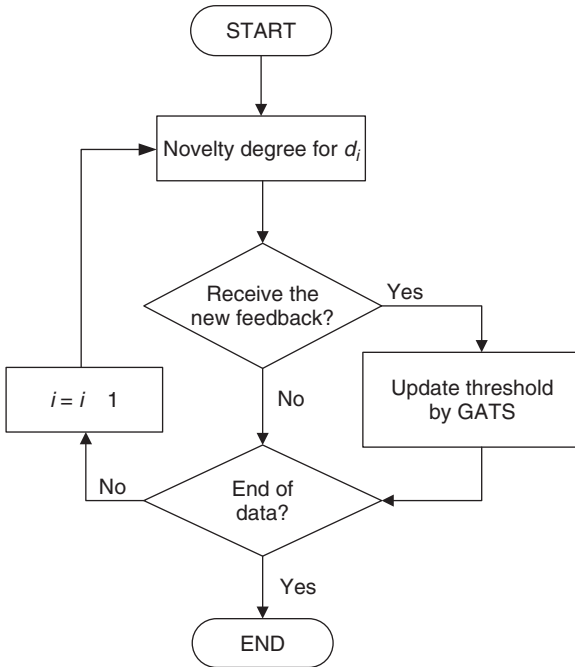 START
Novelty degree for di
Receive the
new feedback?
Yes
No
Update threshold
by GATS
i = i 1
No
End of
data?
Yes
END